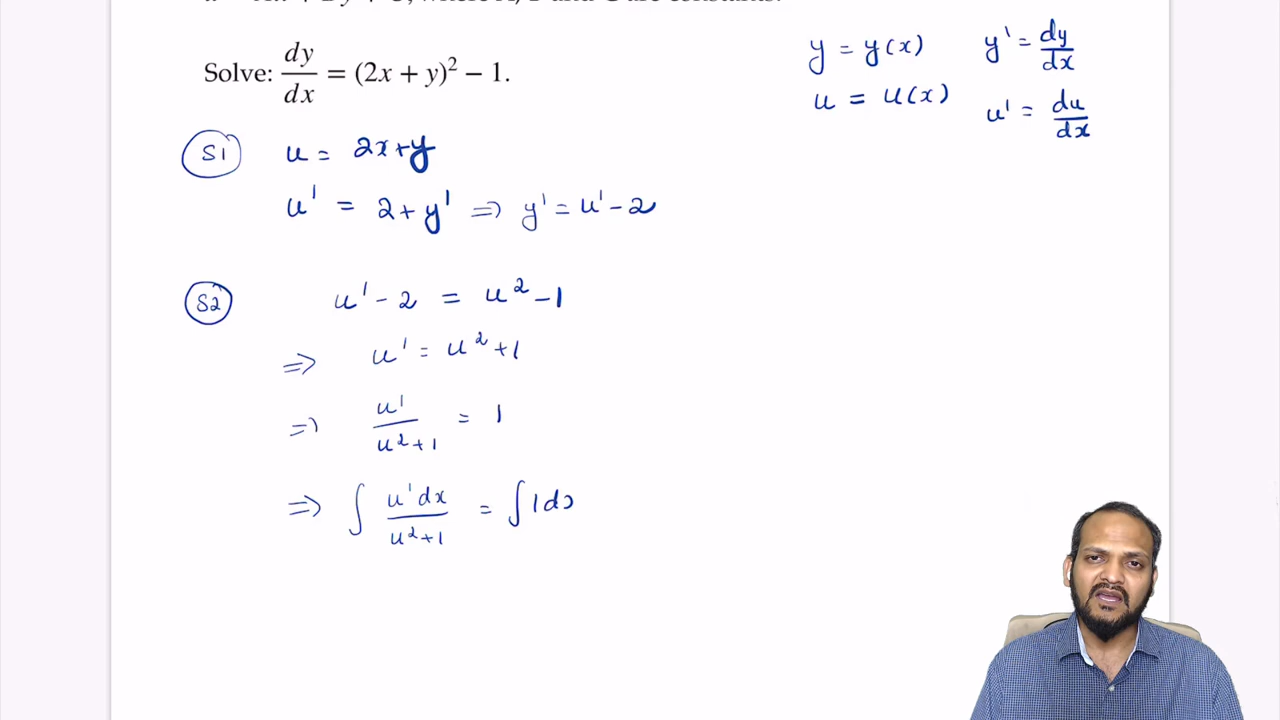 Solve: dy/dx = (2x + y)² − 1.
y = y(x)   y' = dy/dx
u = u(x)   u' = du/dx
S1   u = 2x+y
u' = 2+y' ⇒ y' = u'-2
S2   u'-2 = u²-1
⇒ u' = u²+1
⇒ u'/(u²+1) = 1
⇒ ∫ u'dx/(u²+1) = ∫1d